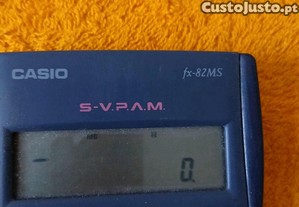 CustoJusto.pt
CASIO fx-82MS
S-V.P.A.M.
- 0.